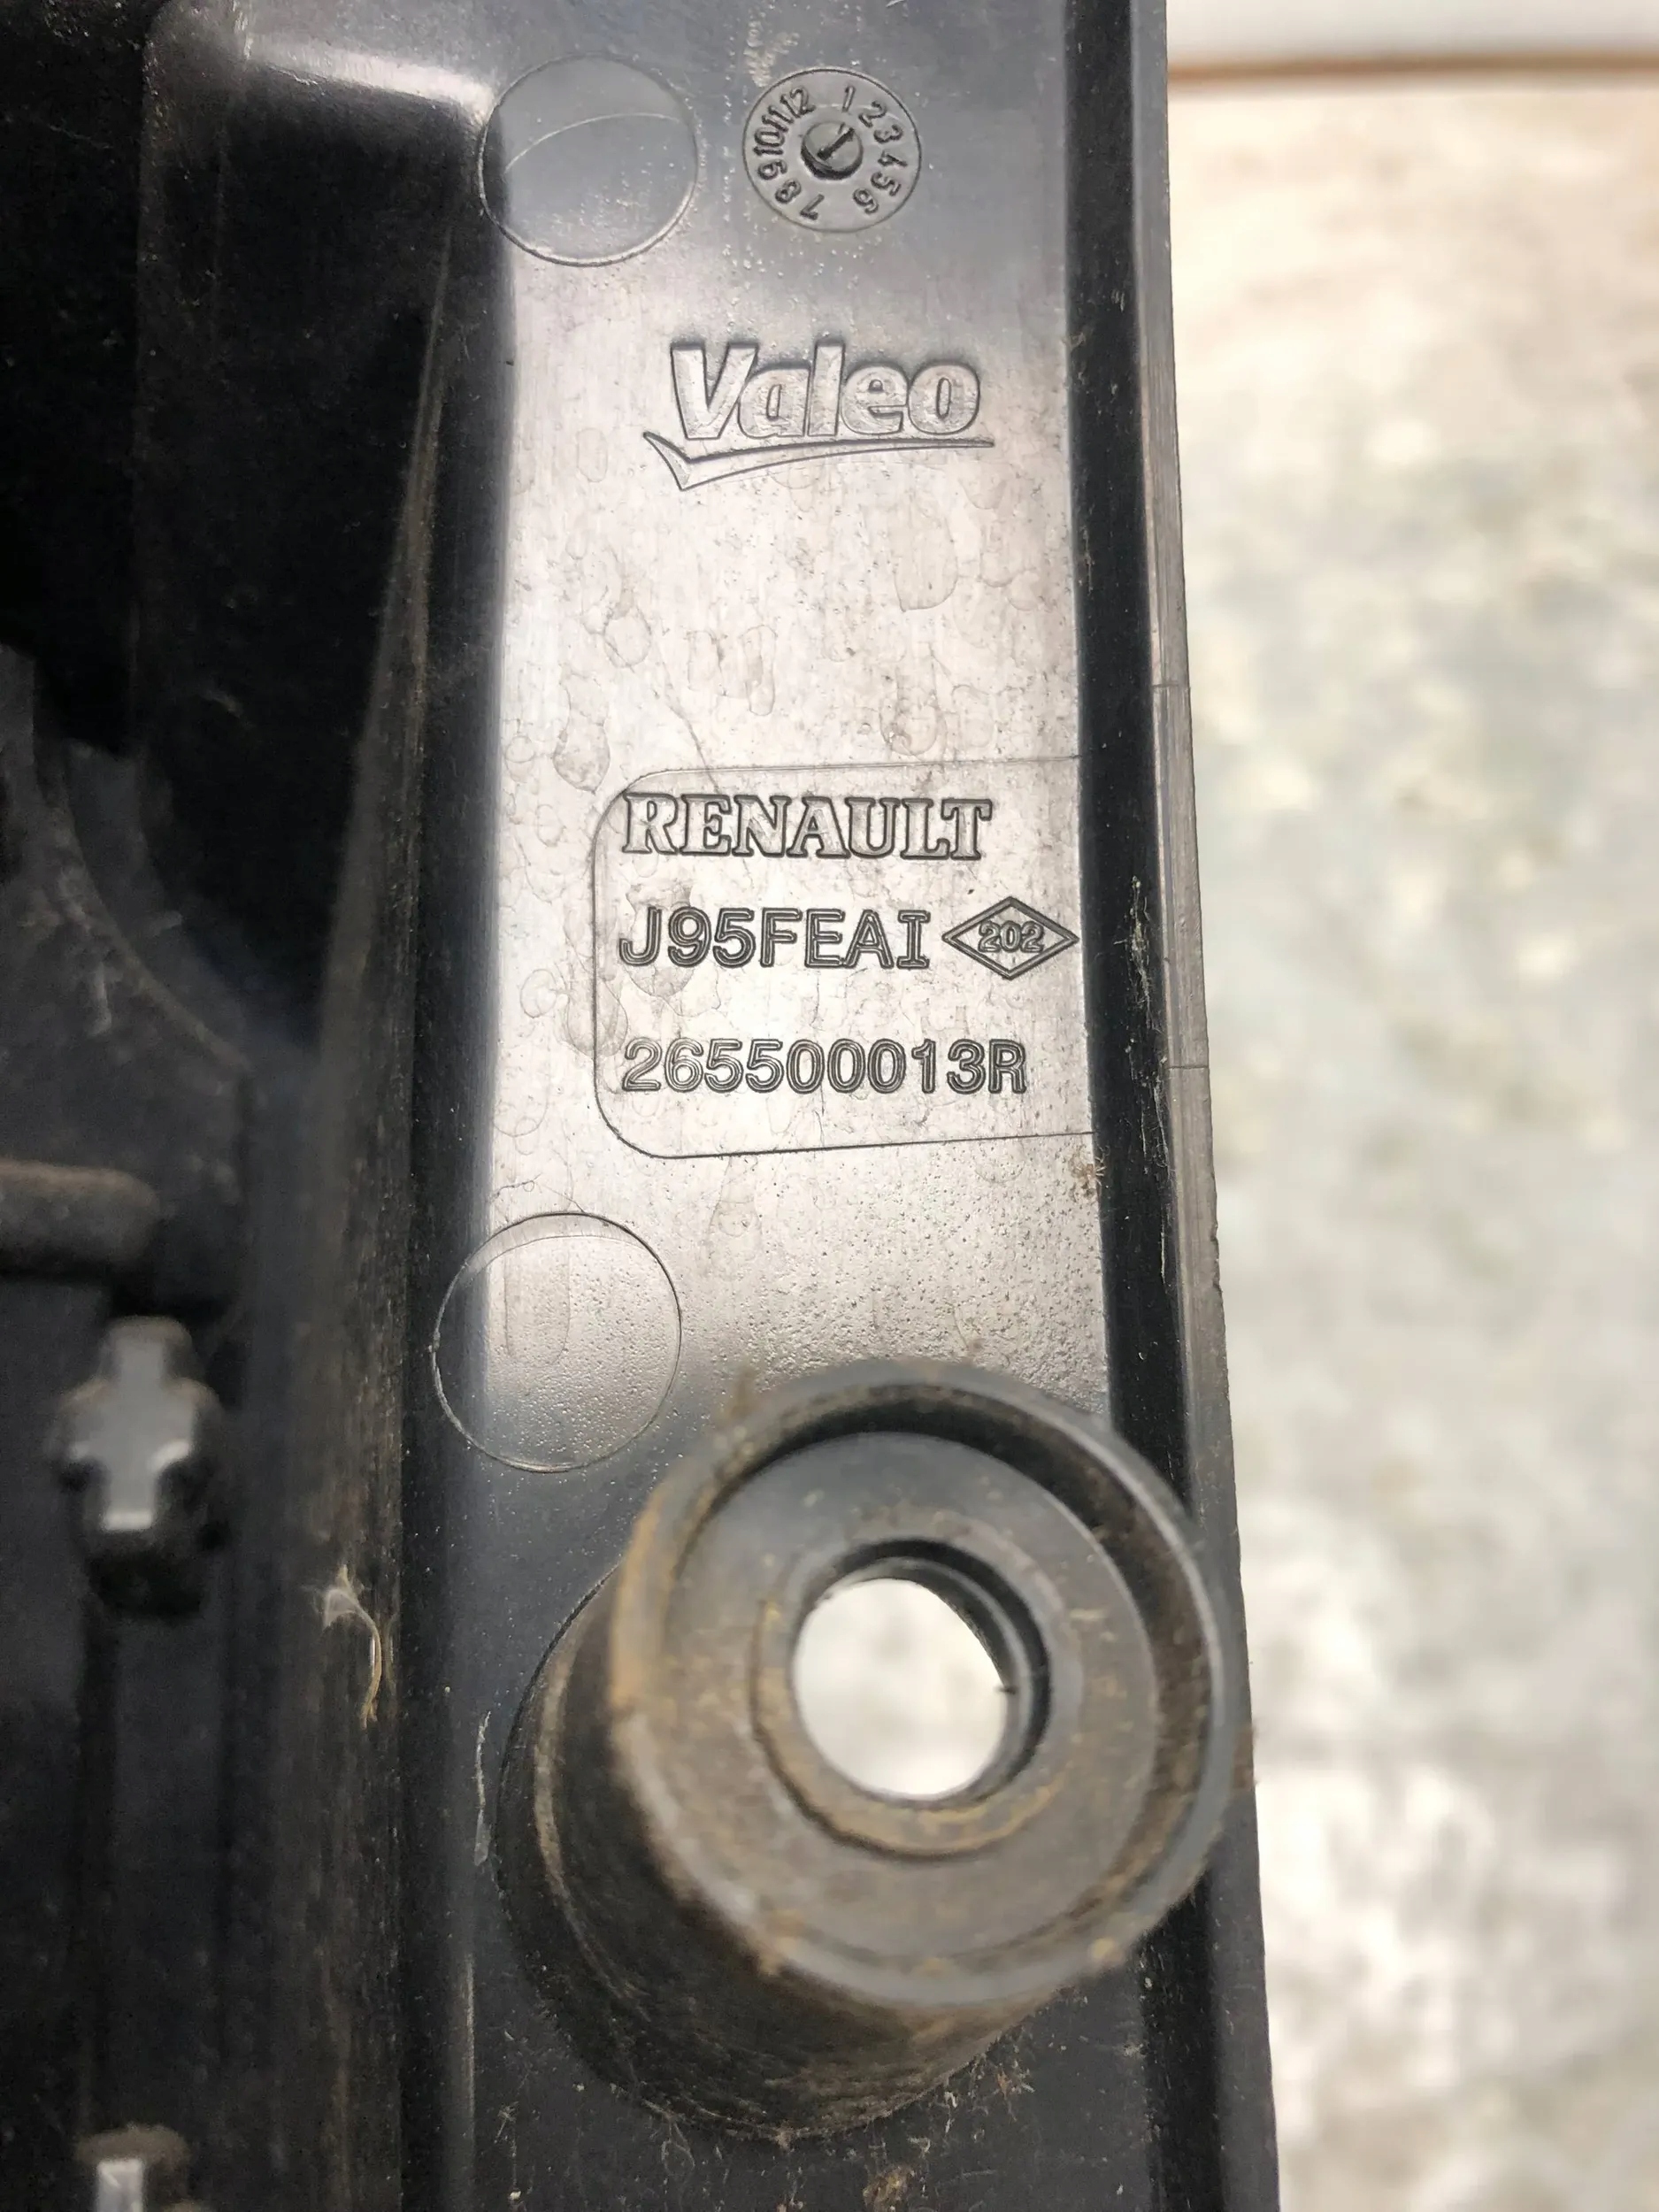 1 2 3 4 5 6 7 8 9 10 11 12
Valeo
RENAULT
J95FEAI 202
265500013R